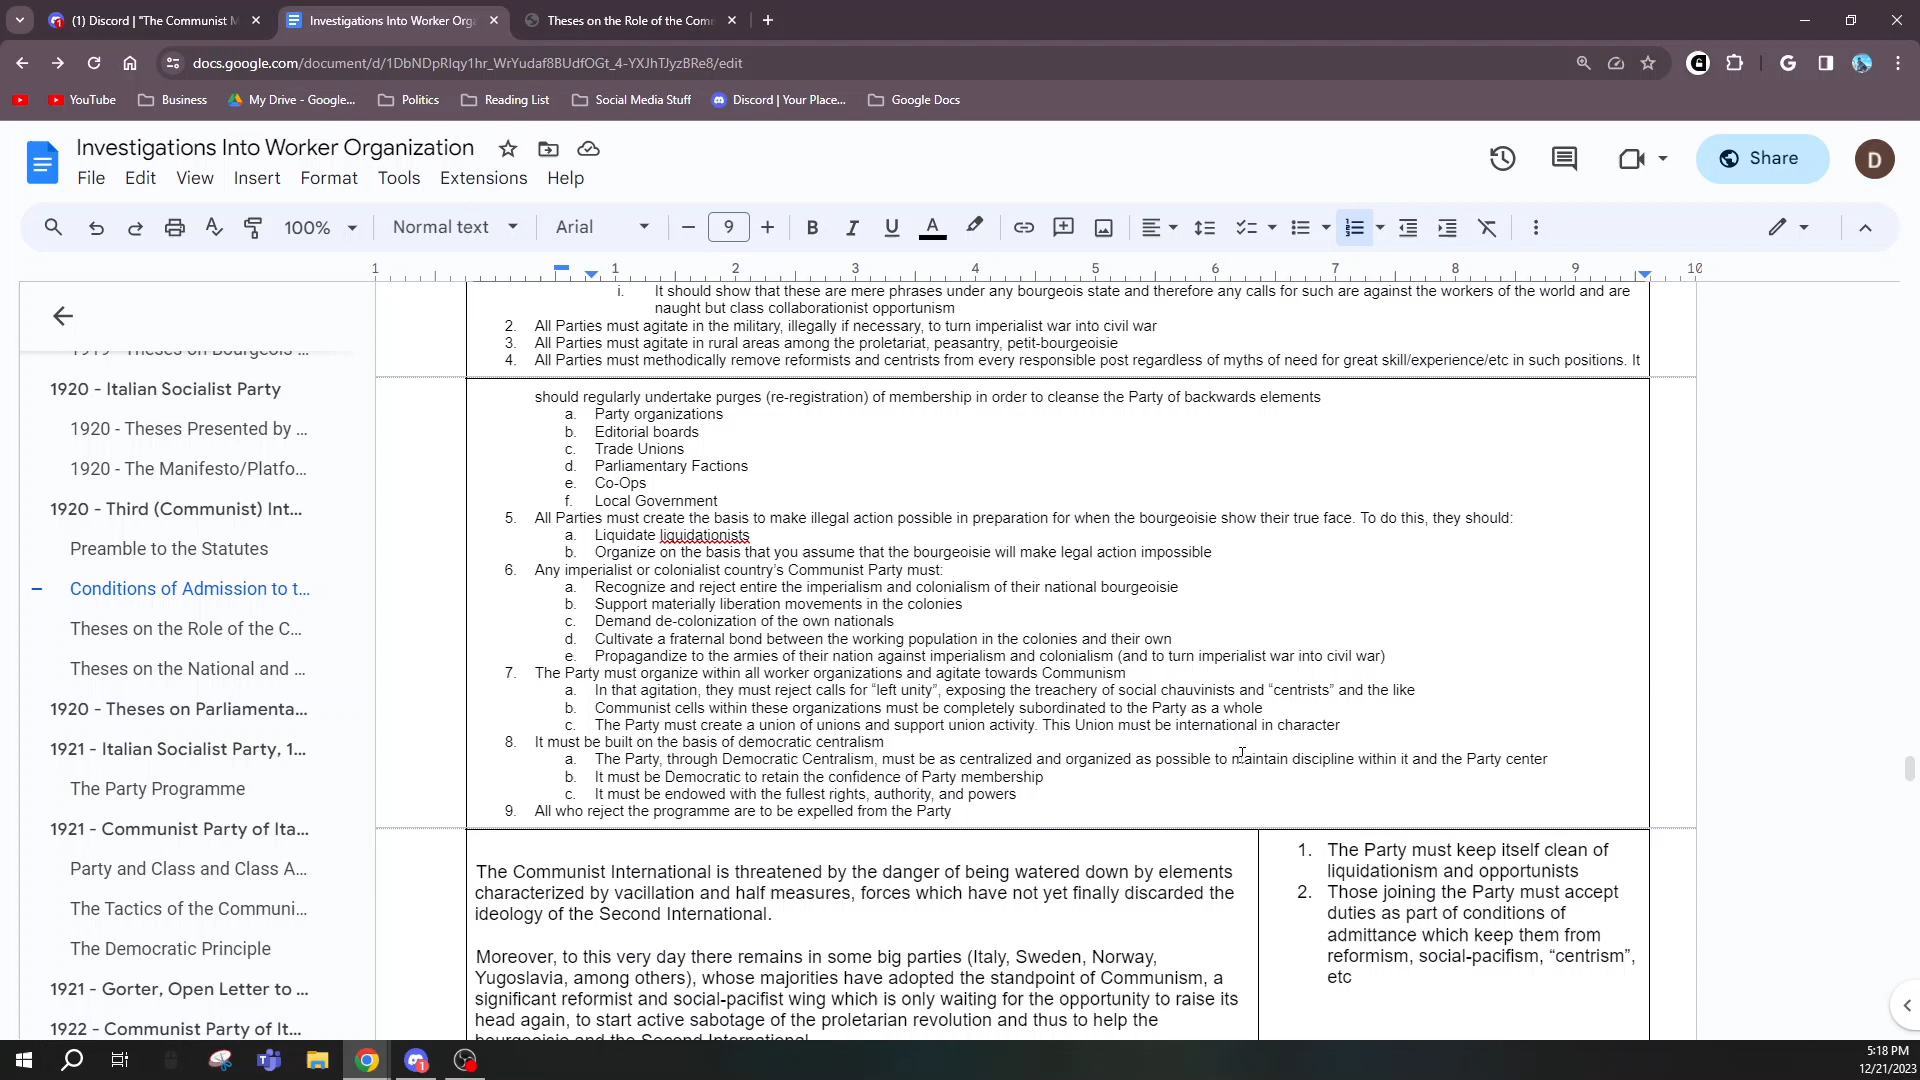 (1) Discord | "The Communist M
Investigations Into Worker Orga
Theses on the Role of the Com
docs.google.com/document/d/1DbNDpRlqy1hr_WrYudaf8BUdfOGt_4-YXJhTJyzBRe8/edit
YouTube
Business
My Drive - Google...
Politics
Reading List
Social Media Stuff
Discord | Your Place...
Google Docs
Investigations Into Worker Organization
File Edit View Insert Format Tools Extensions Help
Share
D
100%
Normal text
Arial
9
1 1 2 3 4 5 6 7 8 9 10
1920 - Italian Socialist Party
1920 - Theses Presented by ...
1920 - The Manifesto/Platfo...
1920 - Third (Communist) Int...
Preamble to the Statutes
Conditions of Admission to t...
Theses on the Role of the C...
Theses on the National and ...
1920 - Theses on Parliamenta...
1921 - Italian Socialist Party, 1...
The Party Programme
1921 - Communist Party of Ita...
Party and Class and Class A...
The Tactics of the Communi...
The Democratic Principle
1921 - Gorter, Open Letter to ...
1922 - Communist Party of It...
i. It should show that these are mere phrases under any bourgeois state and therefore any calls for such are against the workers of the world and are
naught but class collaborationist opportunism
2. All Parties must agitate in the military, illegally if necessary, to turn imperialist war into civil war
3. All Parties must agitate in rural areas among the proletariat, peasantry, petit-bourgeoisie
4. All Parties must methodically remove reformists and centrists from every responsible post regardless of myths of need for great skill/experience/etc in such positions. It
should regularly undertake purges (re-registration) of membership in order to cleanse the Party of backwards elements
a. Party organizations
b. Editorial boards
c. Trade Unions
d. Parliamentary Factions
e. Co-Ops
f. Local Government
5. All Parties must create the basis to make illegal action possible in preparation for when the bourgeoisie show their true face. To do this, they should:
a. Liquidate liquidationists
b. Organize on the basis that you assume that the bourgeoisie will make legal action impossible
6. Any imperialist or colonialist country's Communist Party must:
a. Recognize and reject entire the imperialism and colonialism of their national bourgeoisie
b. Support materially liberation movements in the colonies
c. Demand de-colonization of the own nationals
d. Cultivate a fraternal bond between the working population in the colonies and their own
e. Propagandize to the armies of their nation against imperialism and colonialism (and to turn imperialist war into civil war)
7. The Party must organize within all worker organizations and agitate towards Communism
a. In that agitation, they must reject calls for “left unity”, exposing the treachery of social chauvinists and “centrists” and the like
b. Communist cells within these organizations must be completely subordinated to the Party as a whole
c. The Party must create a union of unions and support union activity. This Union must be international in character
8. It must be built on the basis of democratic centralism
a. The Party, through Democratic Centralism, must be as centralized and organized as possible to maintain discipline within it and the Party center
b. It must be Democratic to retain the confidence of Party membership
c. It must be endowed with the fullest rights, authority, and powers
9. All who reject the programme are to be expelled from the Party
The Communist International is threatened by the danger of being watered down by elements
characterized by vacillation and half measures, forces which have not yet finally discarded the
ideology of the Second International.
Moreover, to this very day there remains in some big parties (Italy, Sweden, Norway,
Yugoslavia, among others), whose majorities have adopted the standpoint of Communism, a
significant reformist and social-pacifist wing which is only waiting for the opportunity to raise its
head again, to start active sabotage of the proletarian revolution and thus to help the
bourgeoisie and the Second International
1. The Party must keep itself clean of
liquidationism and opportunists
2. Those joining the Party must accept
duties as part of conditions of
admittance which keep them from
reformism, social-pacifism, “centrism”,
etc
5:18 PM
12/21/2023